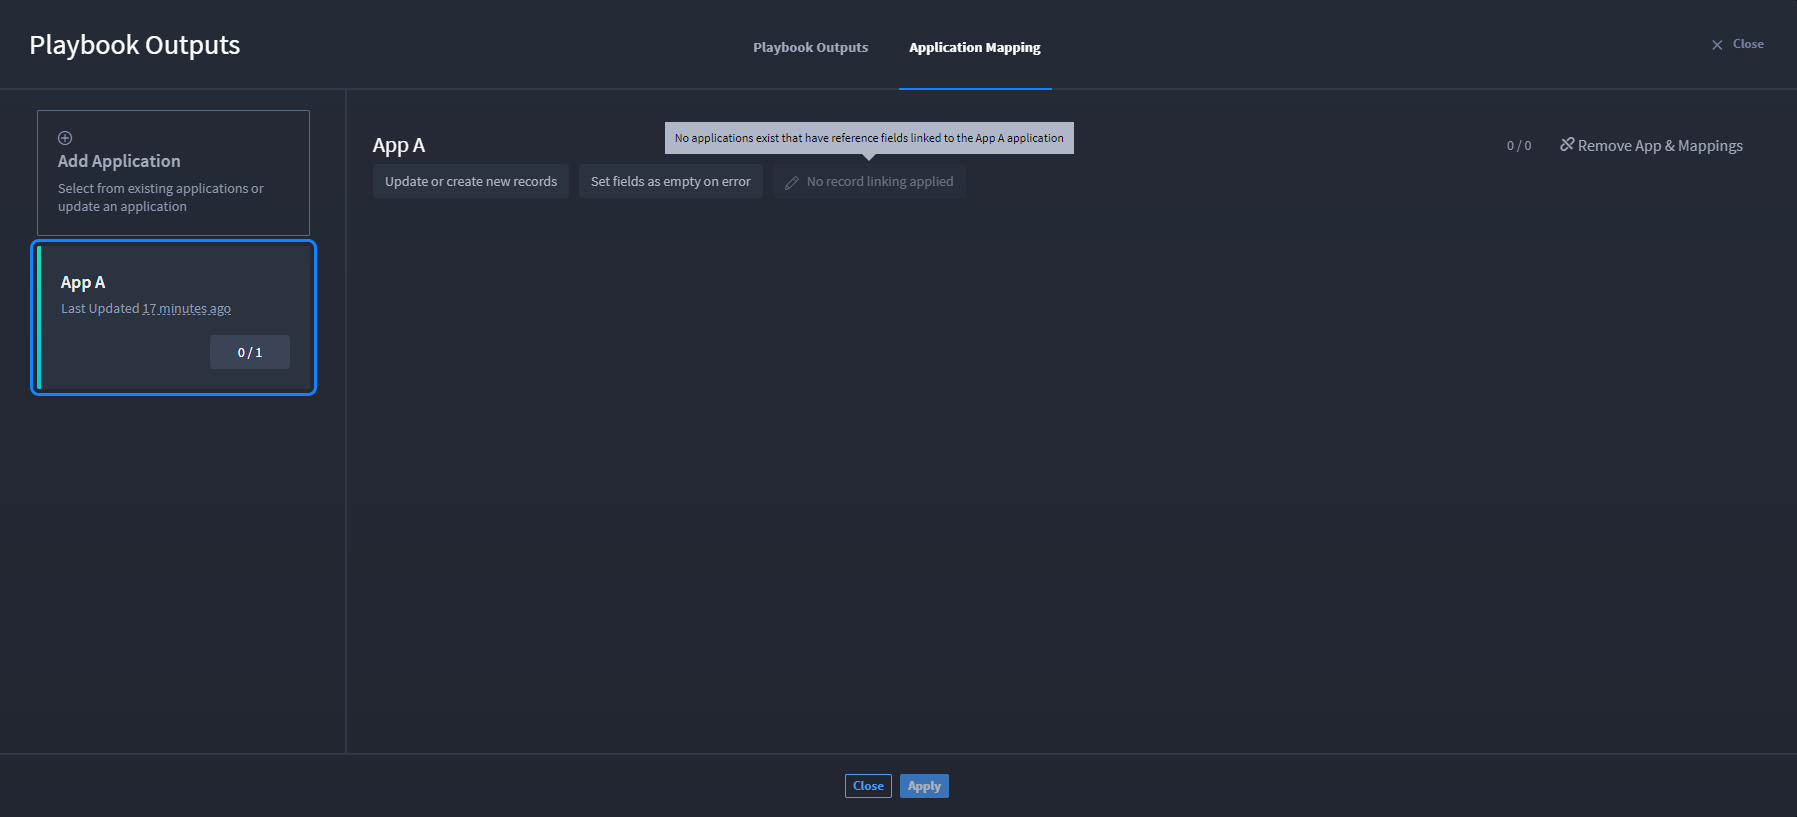 Playbook Outputs
Playbook Outputs
Application Mapping
Close
Add Application
Select from existing applications or
update an application
App A
Last Updated 17 minutes ago
0 / 1
App A
No applications exist that have reference fields linked to the App A application
0 / 0
Remove App & Mappings
Update or create new records
Set fields as empty on error
No record linking applied
Close
Apply